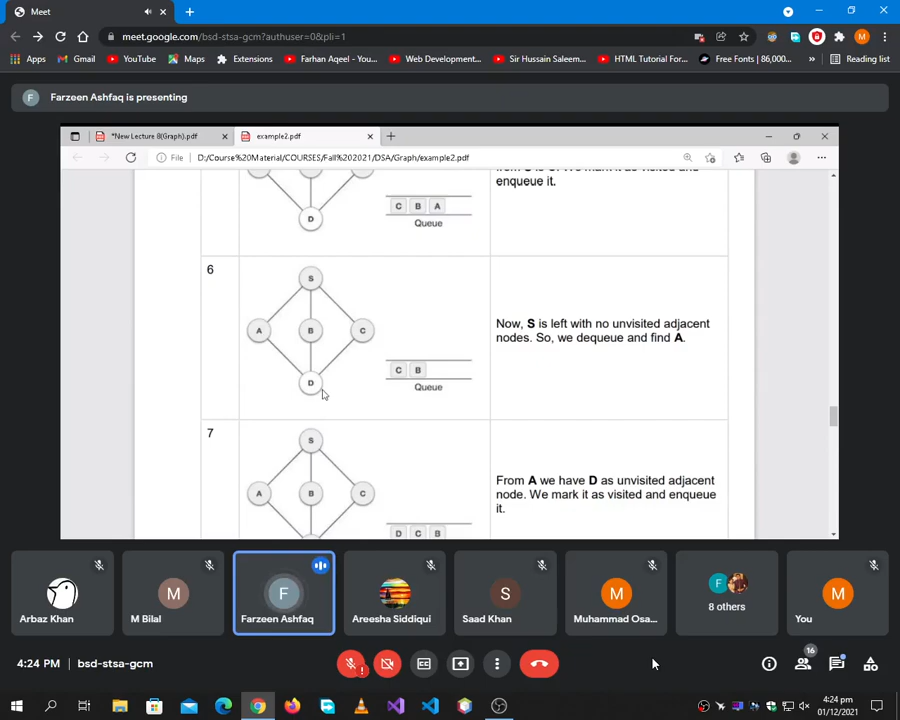 Meet
meet.google.com/bsd-stsa-gcm?authuser=0&pli=1
M
Apps
Gmail
YouTube
Maps
Extensions
Farhan Aqeel - You...
Web Development...
Sir Hussain Saleem...
HTML Tutorial For...
Free Fonts | 86,000...
»
Reading list
F
Farzeen Ashfaq is presenting
*New Lecture 8(Graph).pdf
example2.pdf
File
D:/Course%20Material/COURSES/Fall%202021/DSA/Graph/example2.pdf
enqueue it.
D
C B A
Queue
6
S
A B C
D
C B
Queue
Now, S is left with no unvisited adjacent
nodes. So, we dequeue and find A.
7
S
A B C
D C B
From A we have D as unvisited adjacent
node. We mark it as visited and enqueue
it.
Arbaz Khan
M
M Bilal
F
Farzeen Ashfaq
Areesha Siddiqui
S
Saad Khan
M
Muhammad Osa...
F
8 others
M
You
4:24 PM | bsd-stsa-gcm
16
4:24 pm
01/12/2021